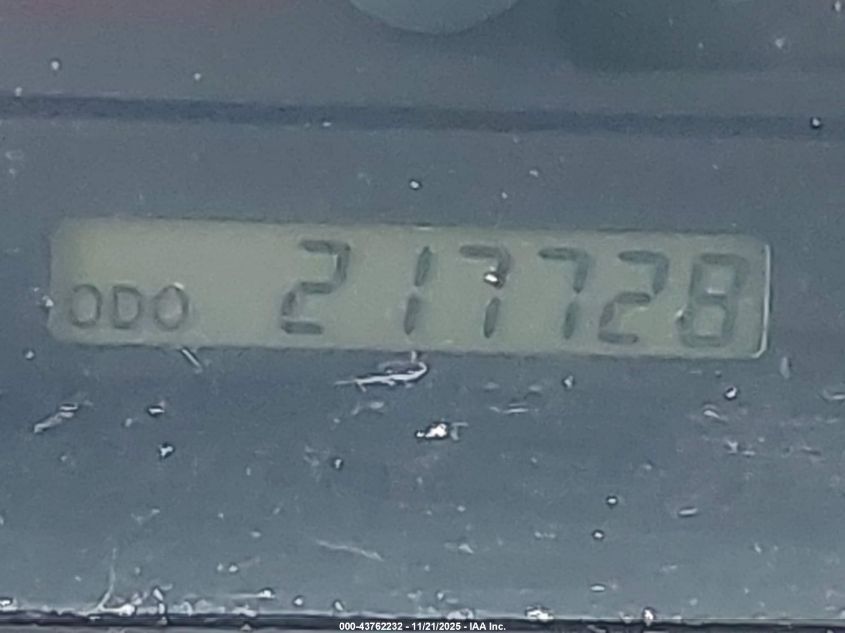 ODO 217728
000-43762232 - 11/21/2025 - IAA Inc.